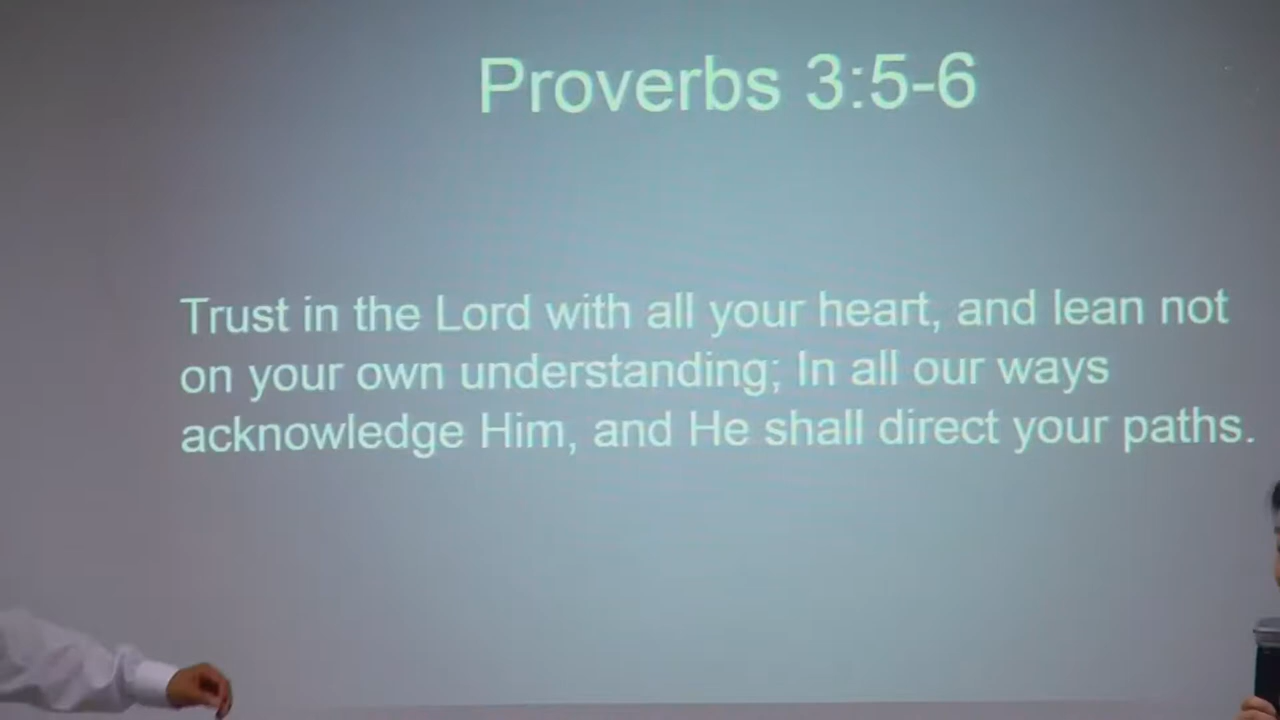 Proverbs 3:5-6
Trust in the Lord with all your heart, and lean not
on your own understanding; In all our ways
acknowledge Him, and He shall direct your paths.